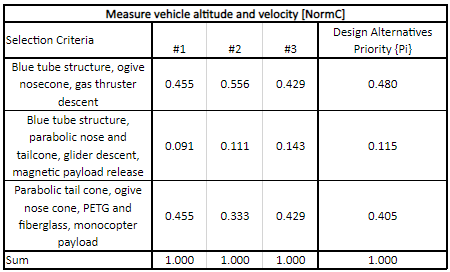 Measure vehicle altitude and velocity [NormC]
Selection Criteria #1 #2 #3 Design Alternatives
Priority {Pi}
Blue tube structure, ogive
nosecone, gas thruster
descent
0.455 0.556 0.429 0.480
Blue tube structure,
parabolic nose and
tailcone, glider descent,
magnetic payload release
0.091 0.111 0.143 0.115
Parabolic tail cone, ogive
nose cone, PETG and
fiberglass, monocopter
payload
0.455 0.333 0.429 0.405
Sum 1.000 1.000 1.000 1.000